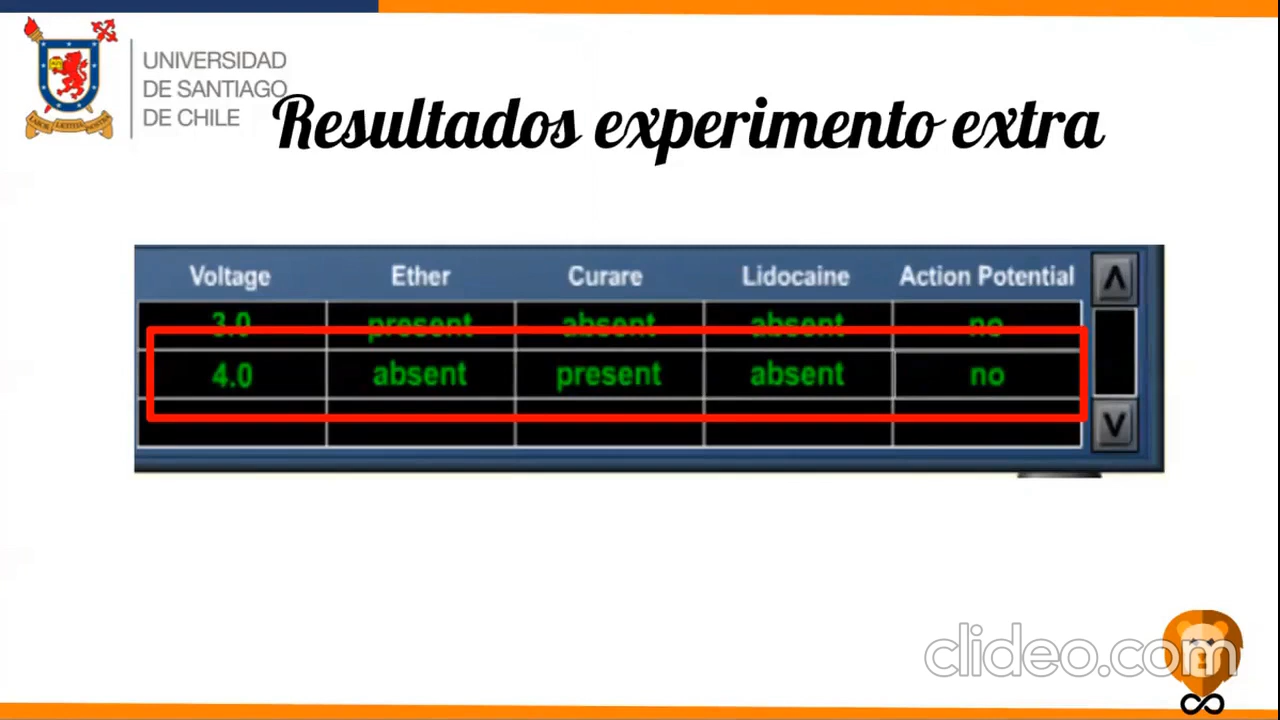 UNIVERSIDAD
DE SANTIAGO
DE CHILE
Resultados experimento extra
Voltage Ether Curare Lidocaine Action Potential
3.0 present absent absent no
4.0 absent present absent no
clideo.com